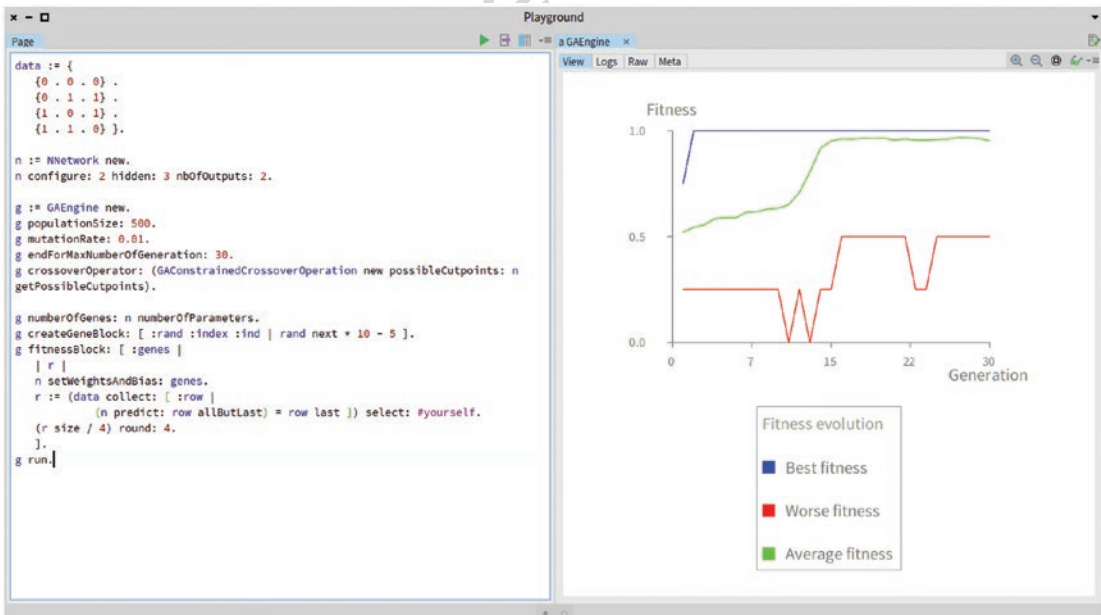 Playground
Page
a GAEngine ×
View Logs Raw Meta
data := {
{0 . 0 . 0} .
{0 . 1 . 1} .
{1 . 0 . 1} .
{1 . 1 . 0} }.
n := NNetwork new.
n configure: 2 hidden: 3 nbOfOutputs: 2.
g := GAEngine new.
g populationSize: 500.
g mutationRate: 0.01.
g endForMaxNumberOfGeneration: 30.
g crossoverOperator: (GAConstrainedCrossoverOperation new possibleCutpoints: n
getPossibleCutpoints).
g numberOfGenes: n numberOfParameters.
g createGeneBlock: [ :rand :index :ind | rand next * 10 - 5 ].
g fitnessBlock: [ :genes |
| r |
n setWeightsAndBias: genes.
r := (data collect: [ :row |
(n predict: row allButLast) = row last ]) select: #yourself.
(r size / 4) round: 4.
].
g run.
Fitness
1.0
0.5
0.0
0 7 15 22 30
Generation
Fitness evolution
Best fitness
Worse fitness
Average fitness